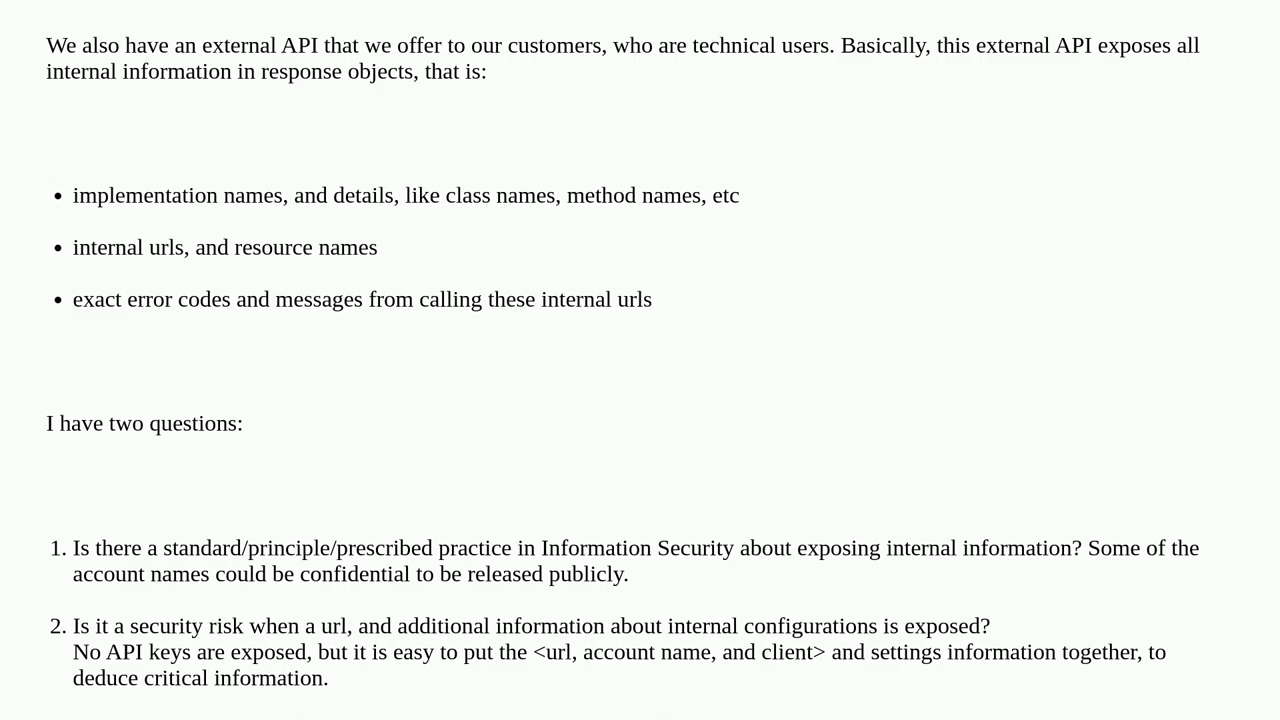 We also have an external API that we offer to our customers, who are technical users. Basically, this external API exposes all
internal information in response objects, that is:
• implementation names, and details, like class names, method names, etc
• internal urls, and resource names
• exact error codes and messages from calling these internal urls
I have two questions:
1. Is there a standard/principle/prescribed practice in Information Security about exposing internal information? Some of the
account names could be confidential to be released publicly.
2. Is it a security risk when a url, and additional information about internal configurations is exposed?
No API keys are exposed, but it is easy to put the <url, account name, and client> and settings information together, to
deduce critical information.